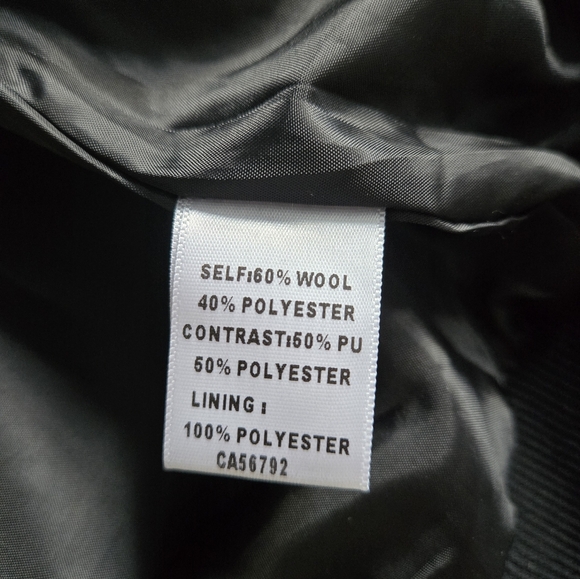 SELF:60% WOOL
40% POLYESTER
CONTRAST:50% PU
50% POLYESTER
LINING :
100% POLYESTER
CA56792